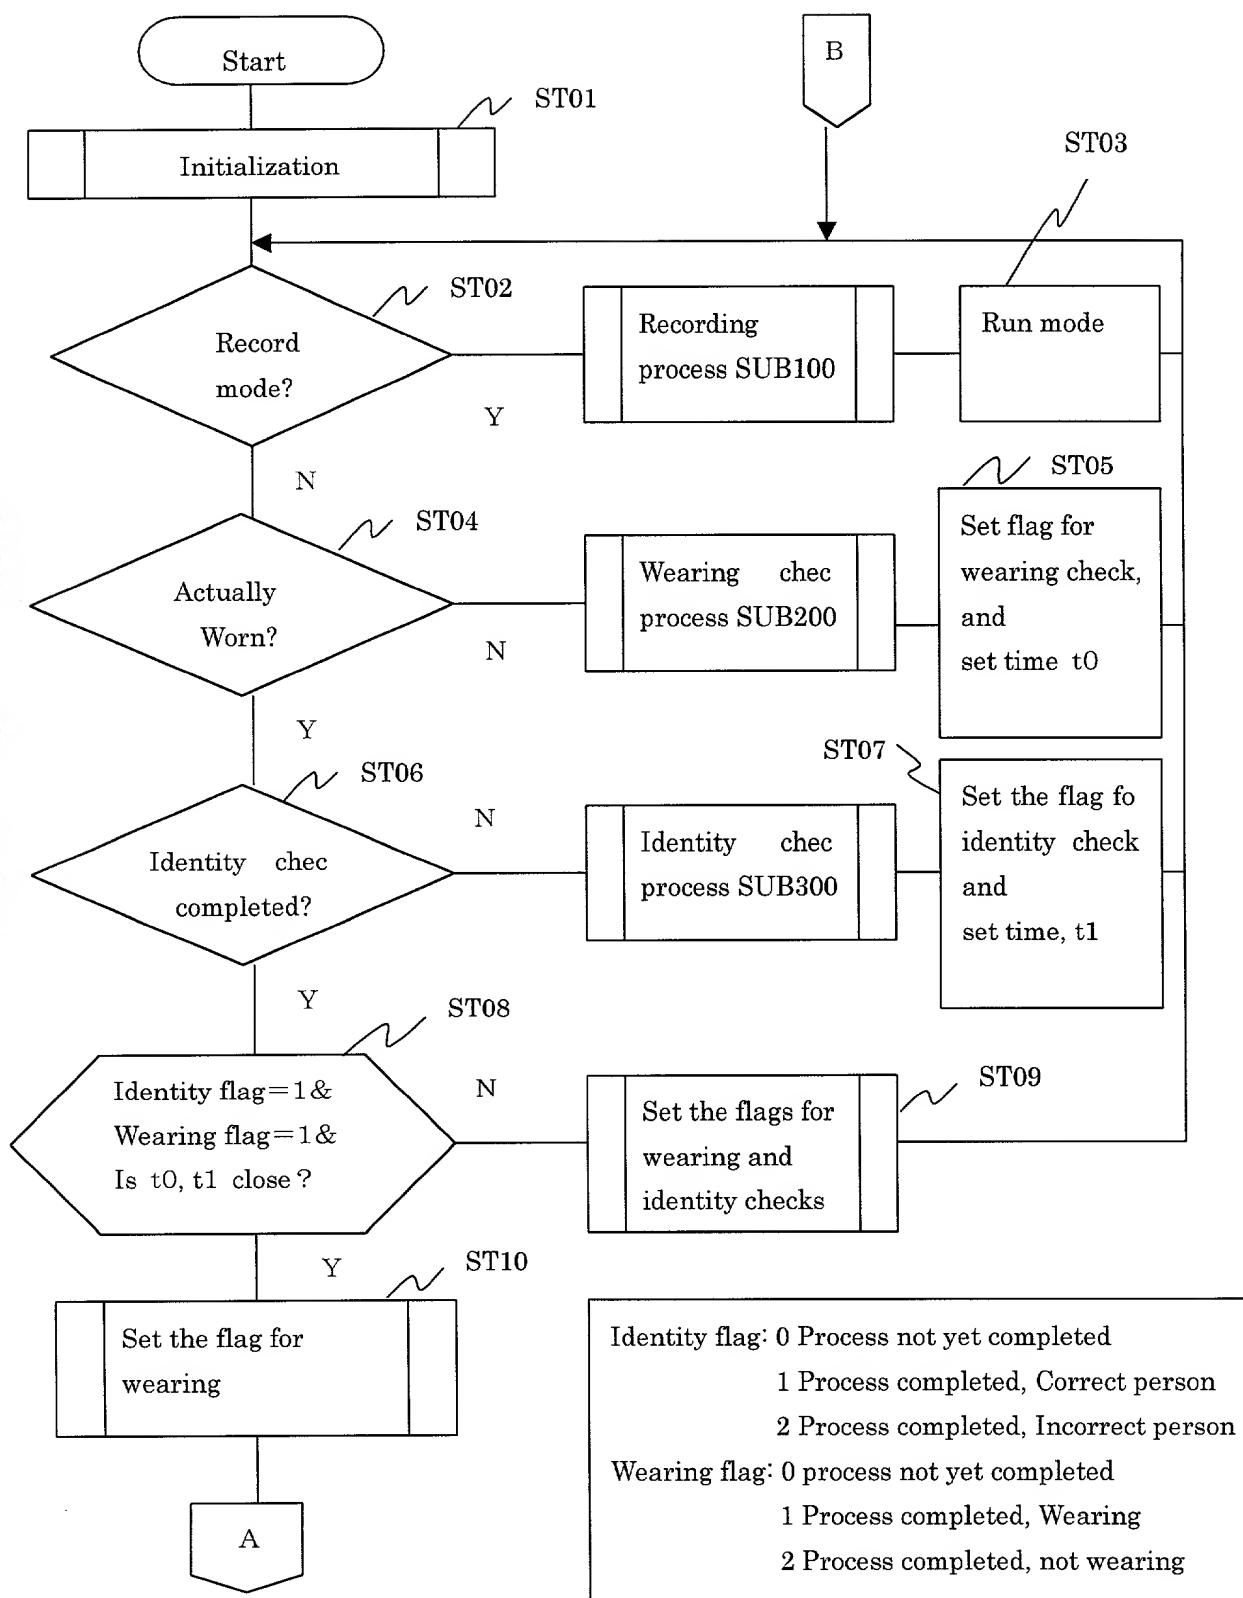 Start
B
ST01
Initialization
ST03
ST02
Record
mode?
Y
Recording
process SUB100
Run mode
N
ST04
Actually
Worn?
N
Wearing chec
process SUB200
ST05
Set flag for
wearing check,
and
set time t0
Y
ST06
Identity chec
completed?
N
Identity chec
process SUB300
ST07
Set the flag fo
identity check
and
set time, t1
Y
ST08
Identity flag=1&
Wearing flag=1&
Is t0, t1 close?
N
Set the flags for
wearing and
identity checks
ST09
Y
ST10
Set the flag for
wearing
A
Identity flag: 0 Process not yet completed
1 Process completed, Correct person
2 Process completed, Incorrect person
Wearing flag: 0 process not yet completed
1 Process completed, Wearing
2 Process completed, not wearing